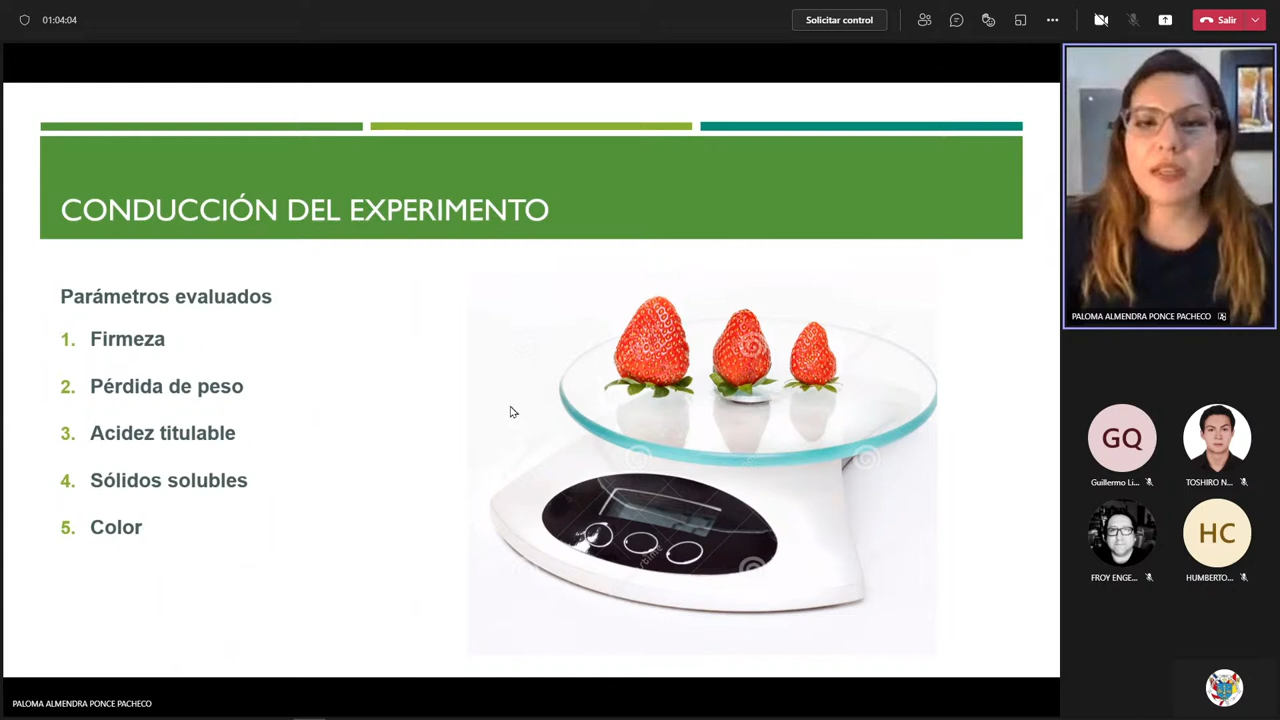 01:04:04
Solicitar control
Salir
CONDUCCIÓN DEL EXPERIMENTO
Parámetros evaluados
1. Firmeza
2. Pérdida de peso
3. Acidez titulable
4. Sólidos solubles
5. Color
PALOMA ALMENDRA PONCE PACHECO
GQ
Guillermo Li...
TOSHIRO N...
FROY ENGE...
HC
HUMBERTO...
PALOMA ALMENDRA PONCE PACHECO